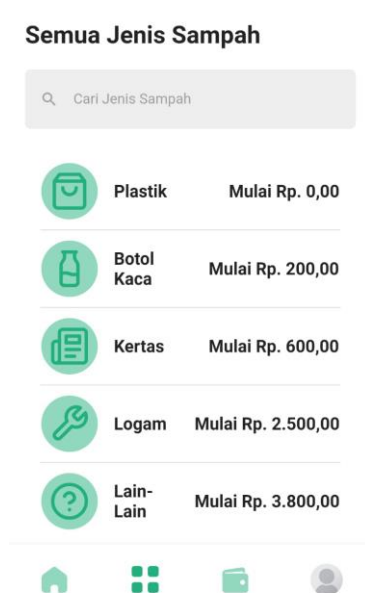 Semua Jenis Sampah
Cari Jenis Sampah
Plastik Mulai Rp. 0,00
Botol
Kaca Mulai Rp. 200,00
Kertas Mulai Rp. 600,00
Logam Mulai Rp. 2.500,00
Lain-
Lain Mulai Rp. 3.800,00